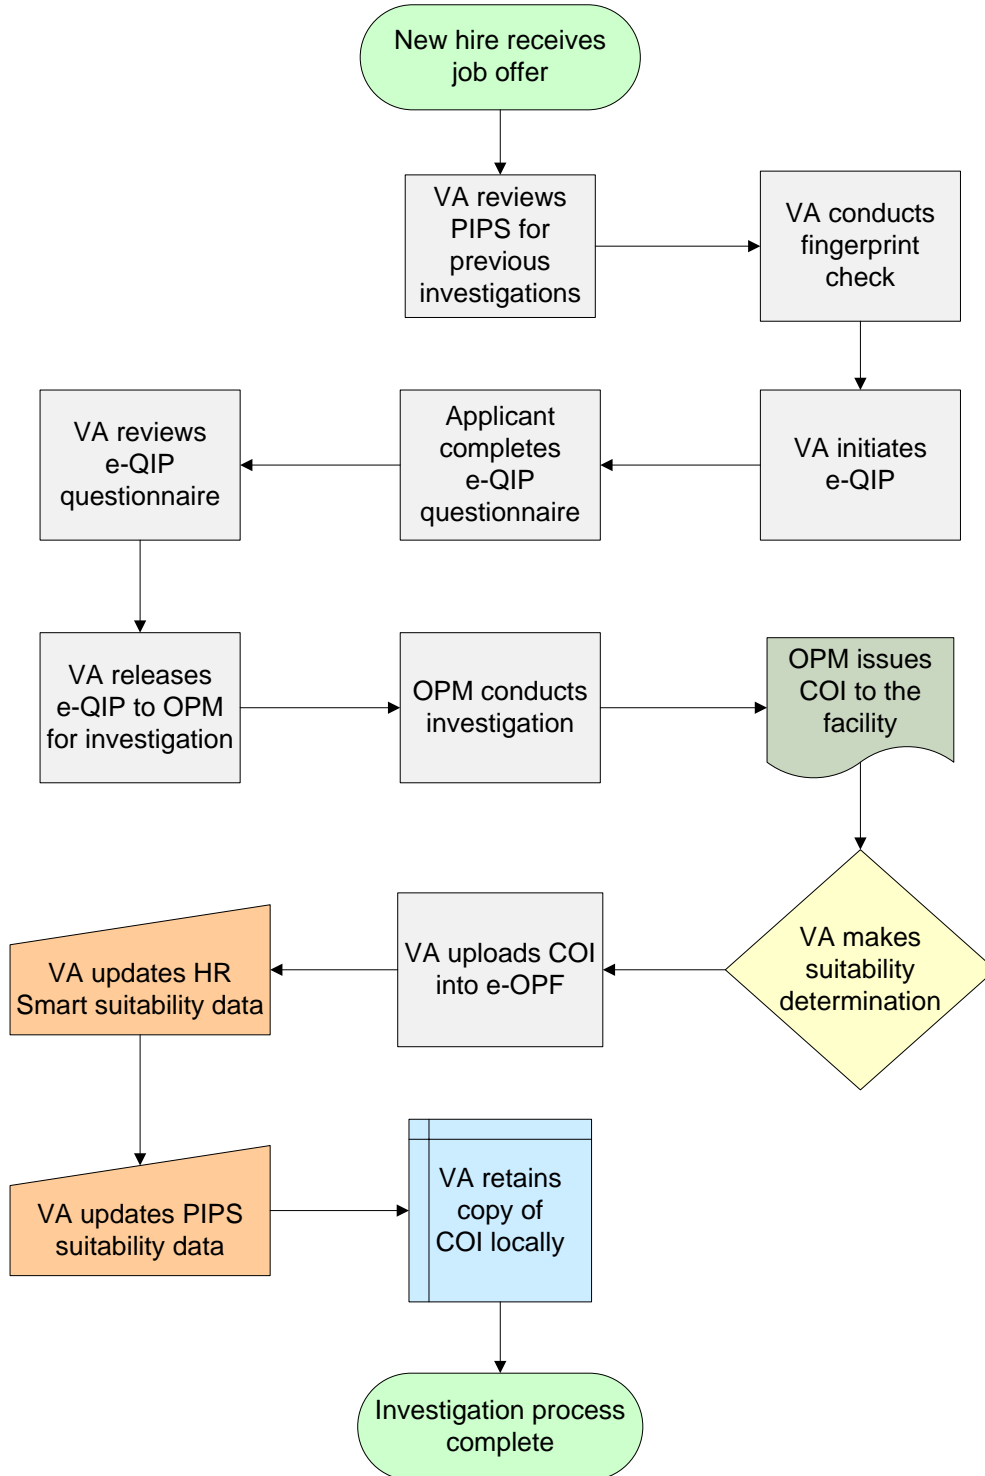 New hire receives
job offer
VA reviews
PIPS for
previous
investigations
VA conducts
fingerprint
check
VA initiates
e-QIP
Applicant
completes
e-QIP
questionnaire
VA reviews
e-QIP
questionnaire
VA releases
e-QIP to OPM
for investigation
OPM conducts
investigation
OPM issues
COI to the
facility
VA makes
suitability
determination
VA uploads COI
into e-OPF
VA updates HR
Smart suitability data
VA updates PIPS
suitability data
VA retains
copy of
COI locally
Investigation process
complete